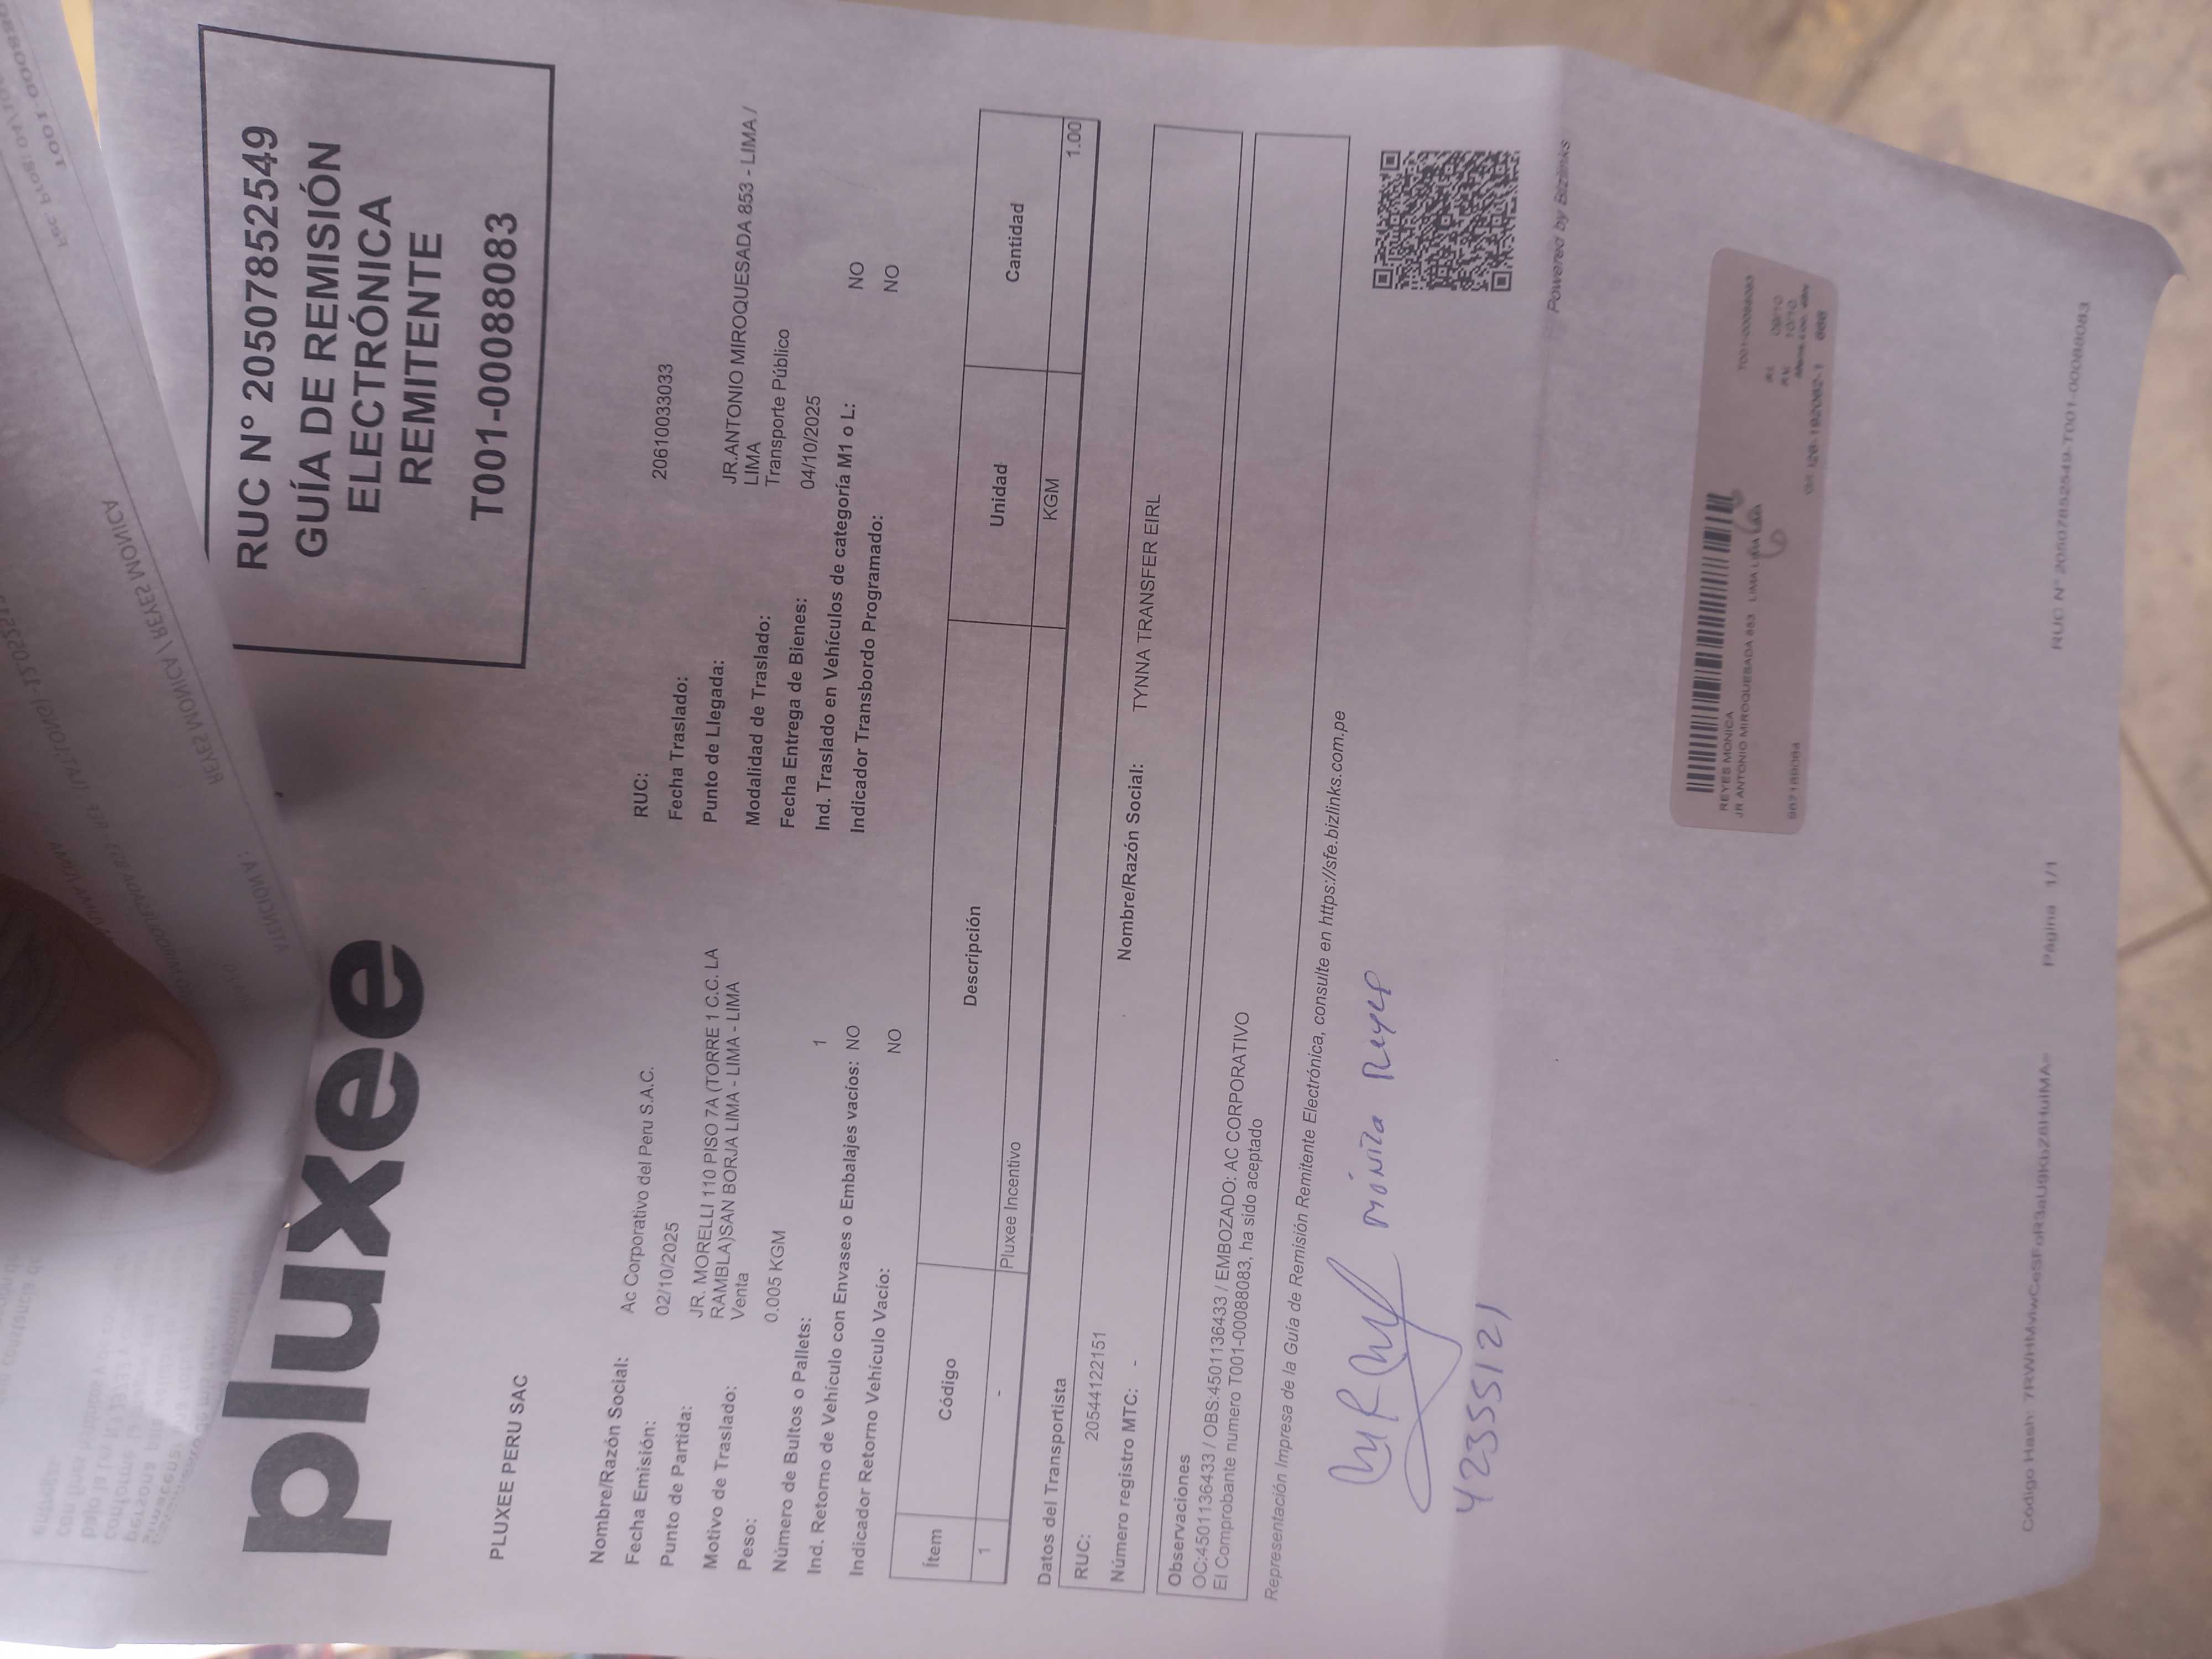 pluxee
RUC N° 20507852549
GUÍA DE REMISIÓN
ELECTRÓNICA
REMITENTE
T001-00088083
PLUXEE PERU SAC
Nombre/Razón Social: Ac Corporativo del Peru S.A.C. RUC: 20610033033
Fecha Emisión: 02/10/2025 Fecha Traslado:
Punto de Partida: JR. MORELLI 110 PISO 7A (TORRE 1 C.C. LA
RAMBLA)SAN BORJA LIMA - LIMA - LIMA
Punto de Llegada: JR.ANTONIO MIROQUESADA 853 - LIMA /
LIMA
Motivo de Traslado: Venta Modalidad de Traslado: Transporte Público
Peso: 0.005 KGM Fecha Entrega de Bienes: 04/10/2025
Número de Bultos o Pallets: 1 Ind. Traslado en Vehículos de categoría M1 o L: NO
Ind. Retorno de Vehículo con Envases o Embalajes vacíos: NO Indicador Transbordo Programado: NO
Indicador Retorno Vehículo Vacío: NO
Ítem Código Descripción Unidad Cantidad
1 - Pluxee Incentivo KGM 1.00
Datos del Transportista
RUC: 20544122151 Nombre/Razón Social: TYNNA TRANSFER EIRL
Número registro MTC: -
Observaciones
OC:4501136433 / OBS:4501136433 / EMBOZADO: AC CORPORATIVO
El Comprobante numero T001-00088083, ha sido aceptado
Representación Impresa de la Guía de Remisión Remitente Electrónica, consulte en https://sfe.bizlinks.com.pe
Mónica Reyes
42355121
Powered by Bizlinks
T001-00088083
REYES MONICA
JR ANTONIO MIROQUESADA 853 LIMA LIMA
Página 1/1
RUC N° 20507852549 T001-00088083